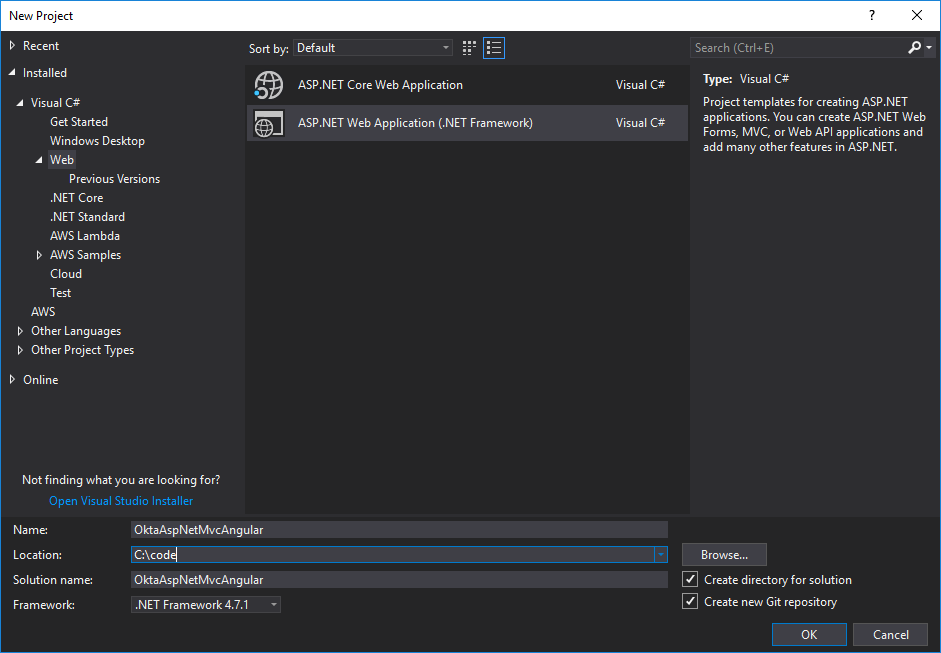 New Project
?
Recent
Installed
Visual C#
Get Started
Windows Desktop
Web
Previous Versions
.NET Core
.NET Standard
AWS Lambda
AWS Samples
Cloud
Test
AWS
Other Languages
Other Project Types
Online
Not finding what you are looking for?
Open Visual Studio Installer
Sort by: Default
ASP.NET Core Web Application Visual C#
ASP.NET Web Application (.NET Framework) Visual C#
Search (Ctrl+E)
Type: Visual C#
Project templates for creating ASP.NET
applications. You can create ASP.NET Web
Forms, MVC, or Web API applications and
add many other features in ASP.NET.
Name: OktaAspNetMvcAngular
Location: C:\code
Browse...
Solution name: OktaAspNetMvcAngular
Create directory for solution
Framework: .NET Framework 4.7.1
Create new Git repository
OK Cancel